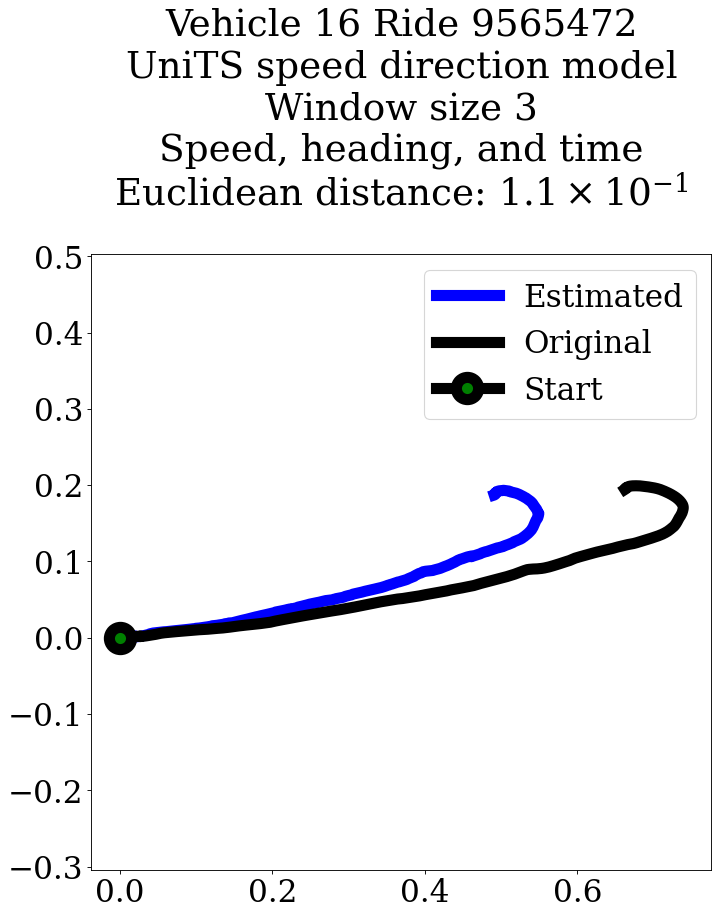 Vehicle 16 Ride 9565472
UniTS speed direction model
Window size 3
Speed, heading, and time
Euclidean distance: 1.1 × 10⁻¹
0.5
0.4
0.3
0.2
0.1
0.0
−0.1
−0.2
−0.3
Estimated
Original
Start
0.0 0.2 0.4 0.6